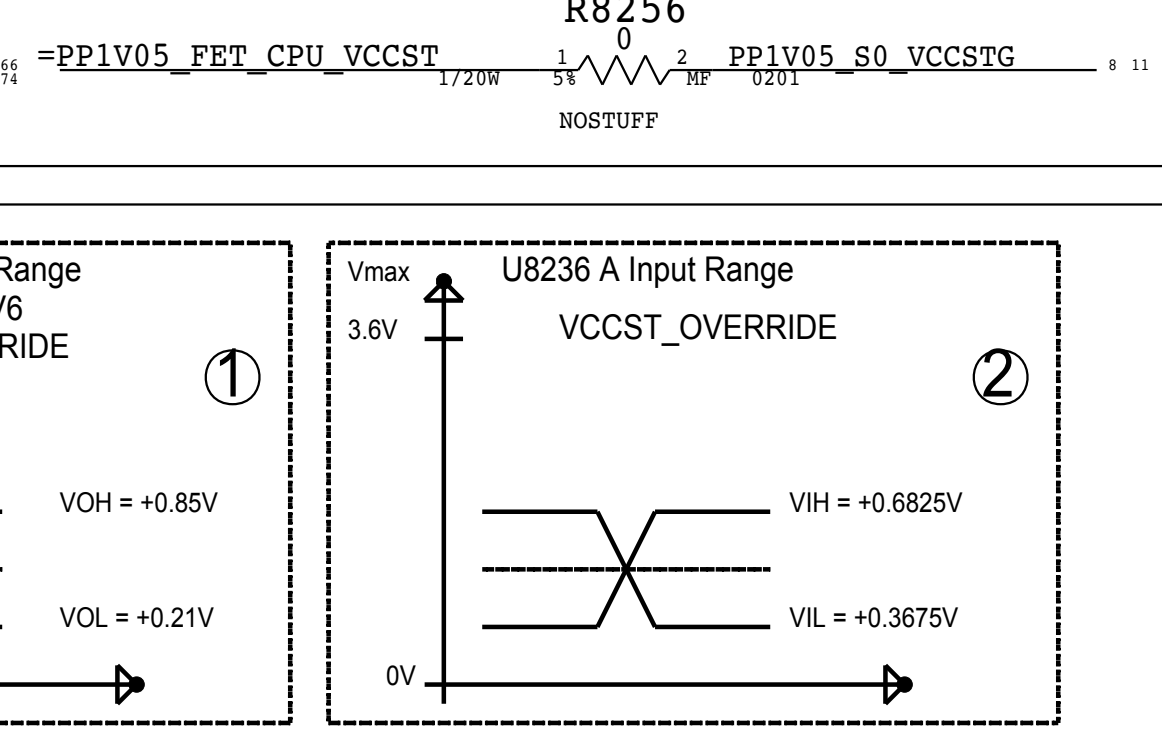 R8256
0
66
74
=PP1V05_FET_CPU_VCCST
1
2
PP1V05_S0_VCCSTG
8 11
1/20W
5%
MF
0201
NOSTUFF
Range
V6
RIDE
1
VOH = +0.85V
VOL = +0.21V
Vmax
U8236 A Input Range
3.6V
VCCST_OVERRIDE
2
VIH = +0.6825V
VIL = +0.3675V
0V